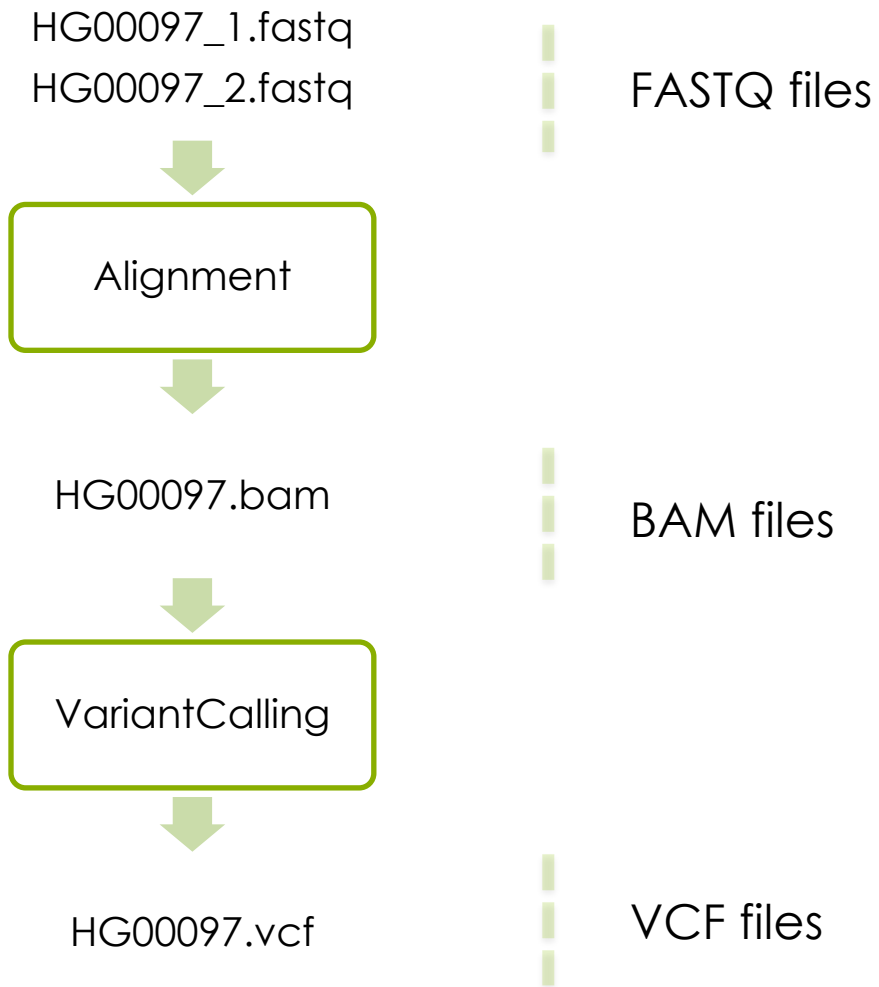 HG00097_1.fastq
HG00097_2.fastq
FASTQ files
Alignment
HG00097.bam
BAM files
VariantCalling
HG00097.vcf
VCF files